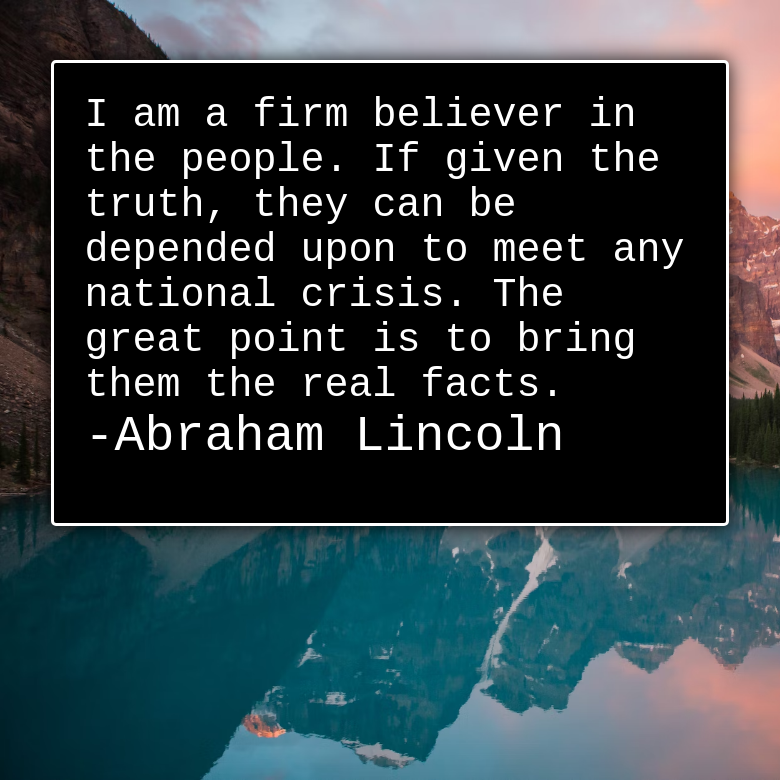 I am a firm believer in
the people. If given the
truth, they can be
depended upon to meet any
national crisis. The
great point is to bring
them the real facts.
-Abraham Lincoln